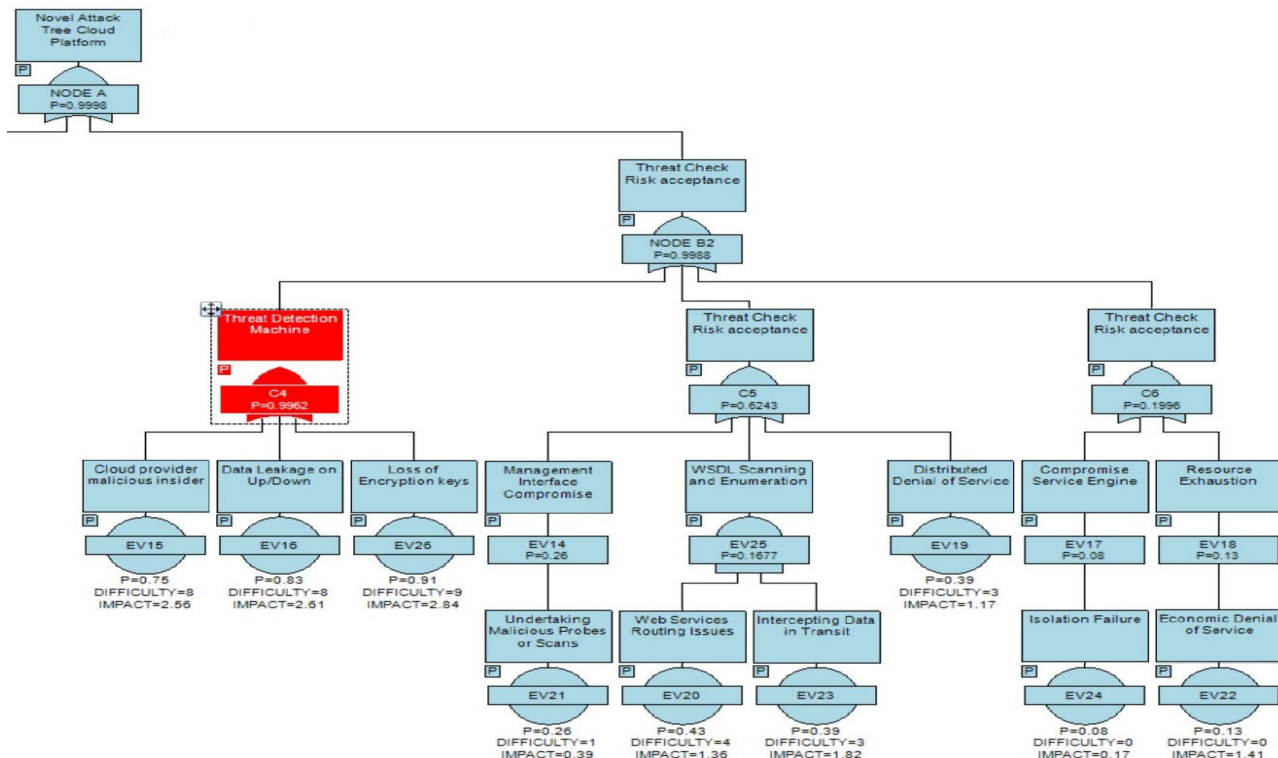 Novel Attack
Tree Cloud
Platform
P
NODE A
P=0.9998
Threat Check
Risk acceptance
P
NODE B2
P=0.9988
Threat Detection
Machine
P
C4
P=0.9962
Threat Check
Risk acceptance
P
C5
P=0.6243
Threat Check
Risk acceptance
P
C6
P=0.1996
Cloud provider
malicious insider
P
EV15
P=0.75
DIFFICULTY=8
IMPACT=2.56
Data Leakage on
Up/Down
P
EV16
P=0.83
DIFFICULTY=8
IMPACT=2.61
Loss of
Encryption keys
P
EV26
P=0.91
DIFFICULTY=9
IMPACT=2.84
Management
Interface
Compromise
P
EV14
P=0.26
WSDL Scanning
and Enumeration
P
EV25
P=0.1677
Distributed
Denial of Service
P
EV19
P=0.39
DIFFICULTY=3
IMPACT=1.17
Compromise
Service Engine
P
EV17
P=0.08
Resource
Exhaustion
P
EV18
P=0.13
Undertaking
Malicious Probes
or Scans
P
EV21
P=0.26
DIFFICULTY=1
IMPACT=0.39
Web Services
Routing Issues
P
EV20
P=0.43
DIFFICULTY=4
IMPACT=1.36
Intercepting Data
in Transit
P
EV23
P=0.39
DIFFICULTY=3
IMPACT=1.82
Isolation Failure
P
EV24
P=0.08
DIFFICULTY=0
IMPACT=0.17
Economic Denial
of Service
P
EV22
P=0.13
DIFFICULTY=0
IMPACT=1.41